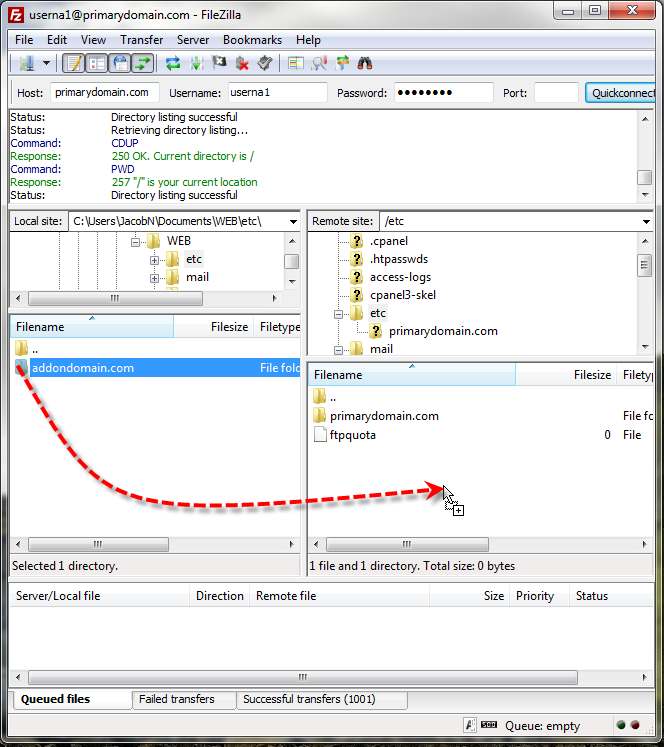 userna1@primarydomain.com - FileZilla
File Edit View Transfer Server Bookmarks Help
Host: primarydomain.com Username: userna1 Password: ●●●●●●●● Port: Quickconnect
Status: Directory listing successful
Status: Retrieving directory listing...
Command: CDUP
Response: 250 OK. Current directory is /
Command: PWD
Response: 257 "/" is your current location
Status: Directory listing successful
Local site: C:\Users\JacobN\Documents\WEB\etc\
WEB
etc
mail
Filename Filesize Filetype
..
addondomain.com File fold
Selected 1 directory.
Remote site: /etc
.cpanel
.htpasswds
access-logs
cpanel3-skel
etc
primarydomain.com
mail
Filename Filesize Filety
..
primarydomain.com File fo
ftpquota 0 File
1 file and 1 directory. Total size: 0 bytes
Server/Local file Direction Remote file Size Priority Status
Queued files Failed transfers Successful transfers (1001)
Queue: empty